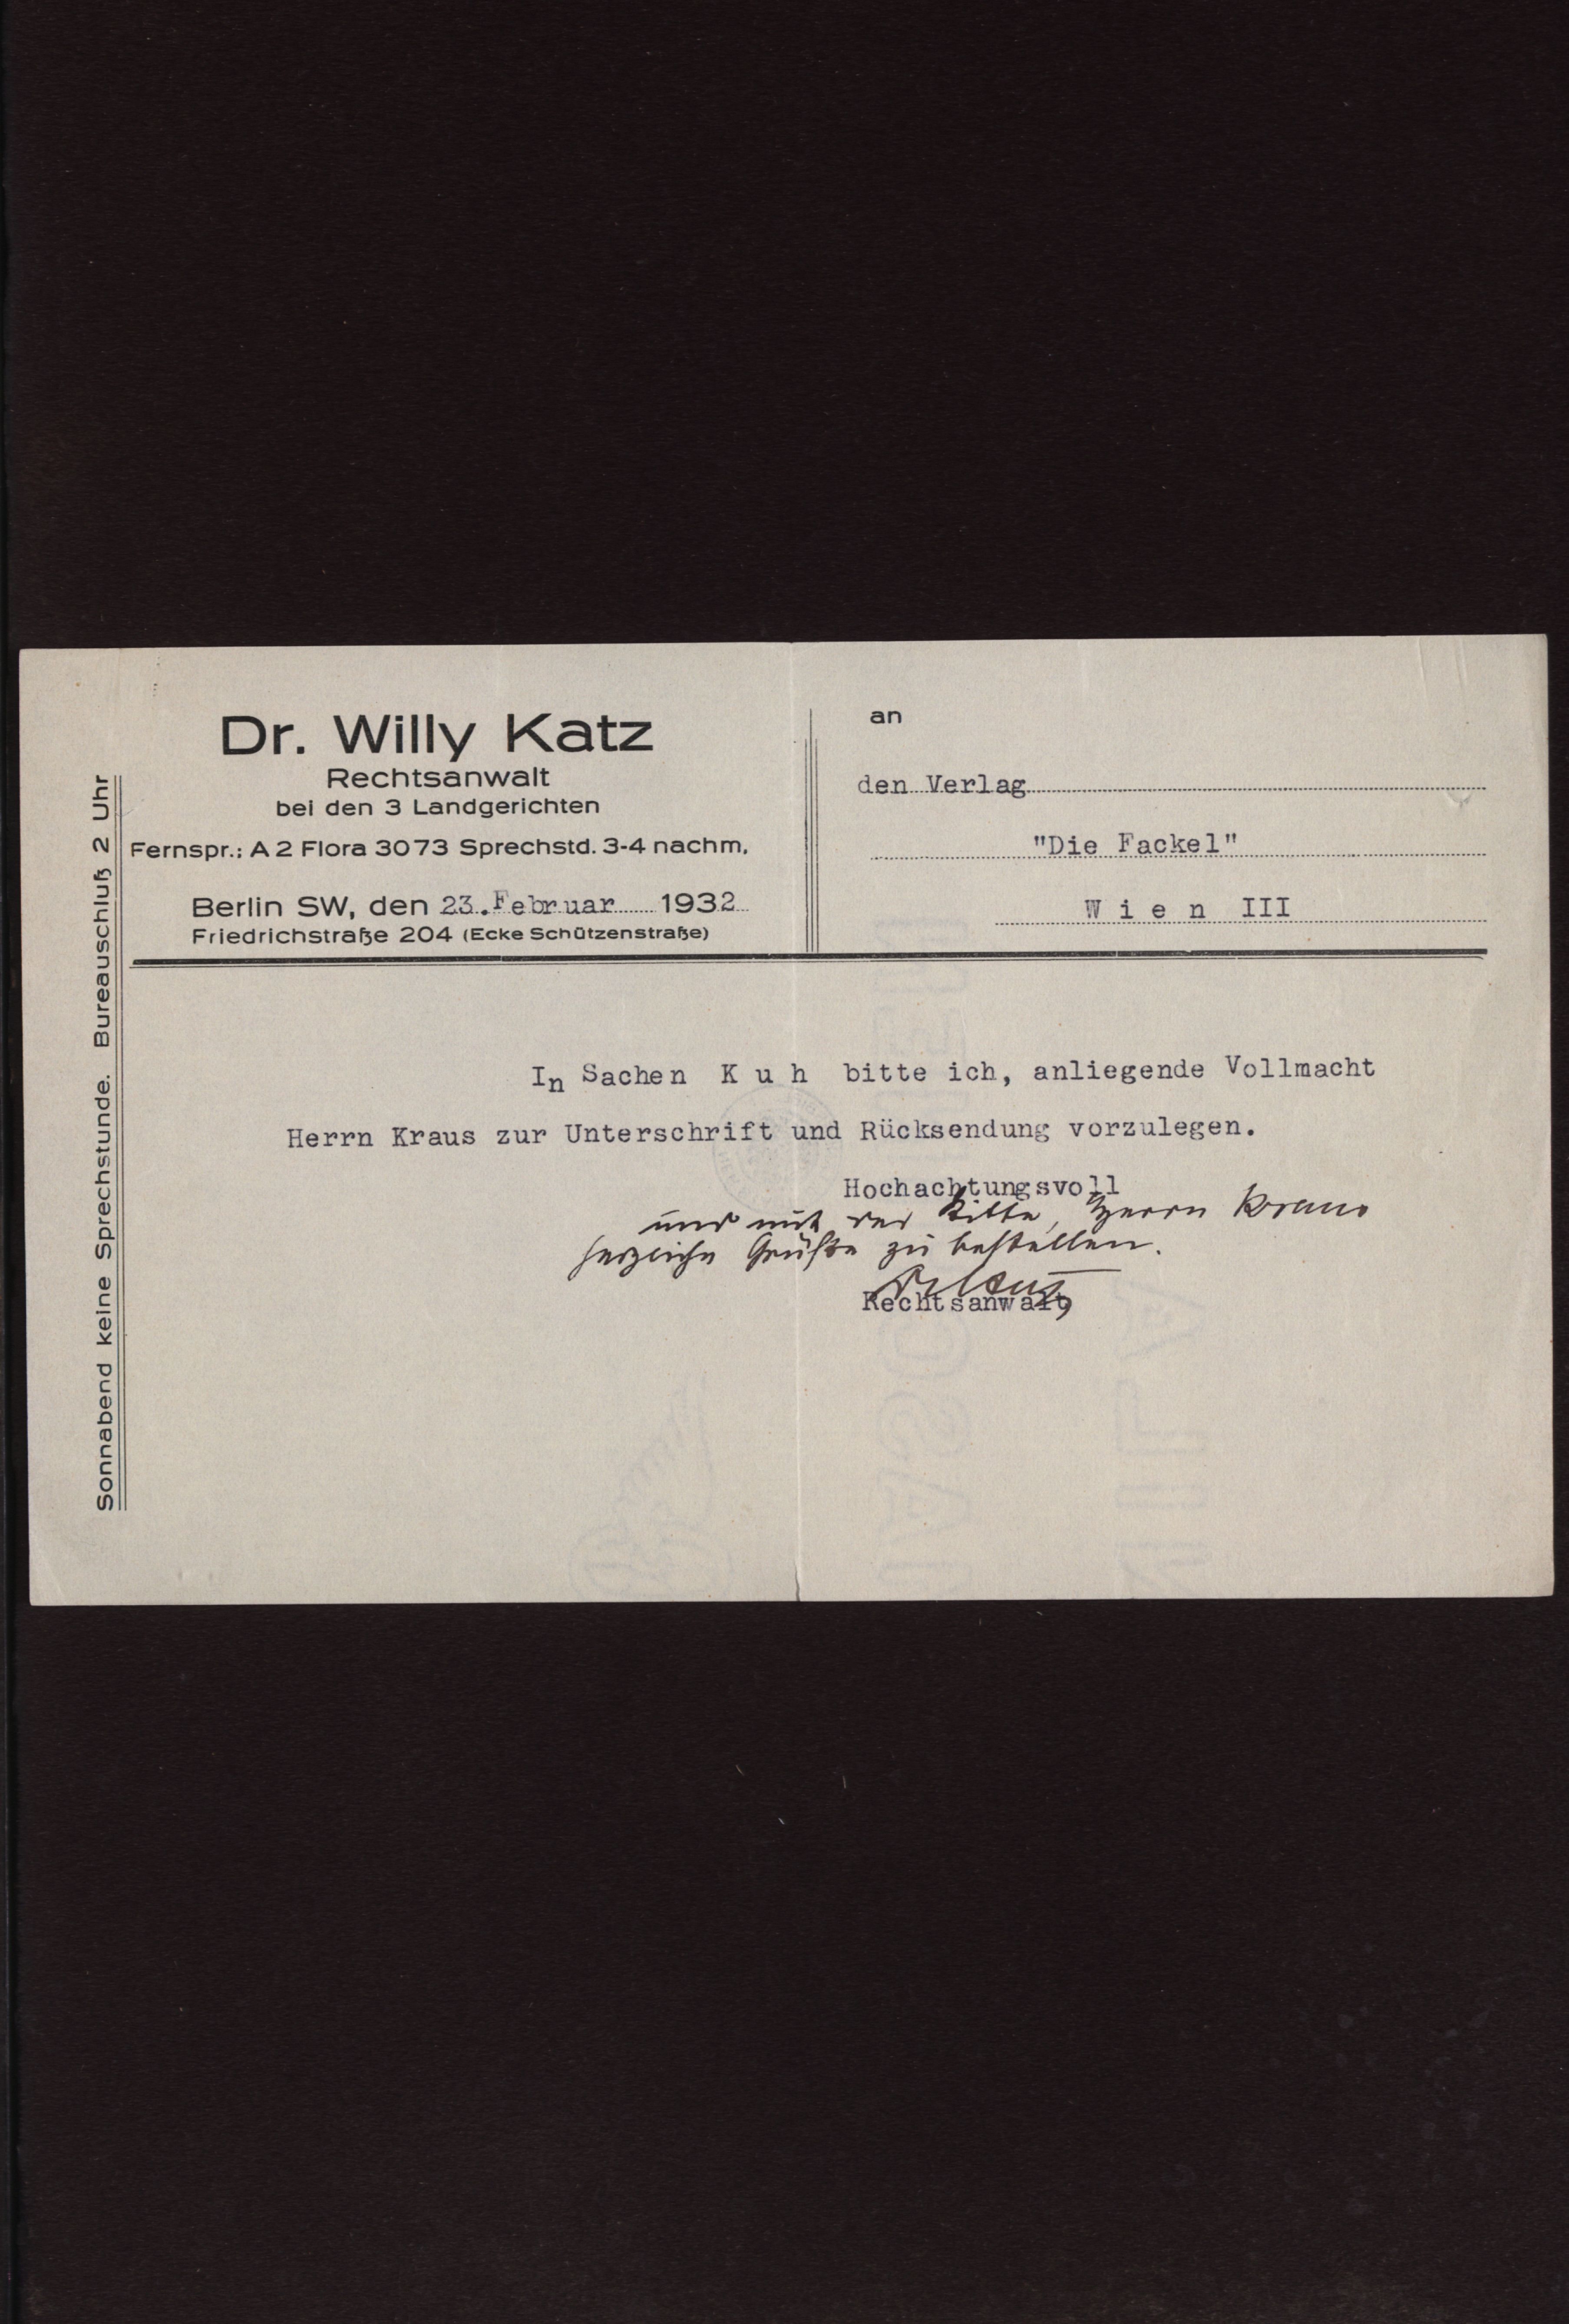 Dr. Willy Katz
Rechtsanwalt
bei den 3 Landgerichten
Fernspr.: A 2 Flora 3073 Sprechstd. 3-4 nachm.
Berlin SW, den 23. Februar 1932
Friedrichstraße 204 (Ecke Schützenstraße)
Sonnabend keine Sprechstunde. Bureauschluß 2 Uhr
an
den Verlag
"Die Fackel"
W i e n III
In Sachen K u h bitte ich, anliegende Vollmacht
Herrn Kraus zur Unterschrift und Rücksendung vorzulegen.
Hochachtungsvoll
und mit der Bitte, Herrn Kraus
herzliche Grüße zu bestellen.
Rechtsanwalt